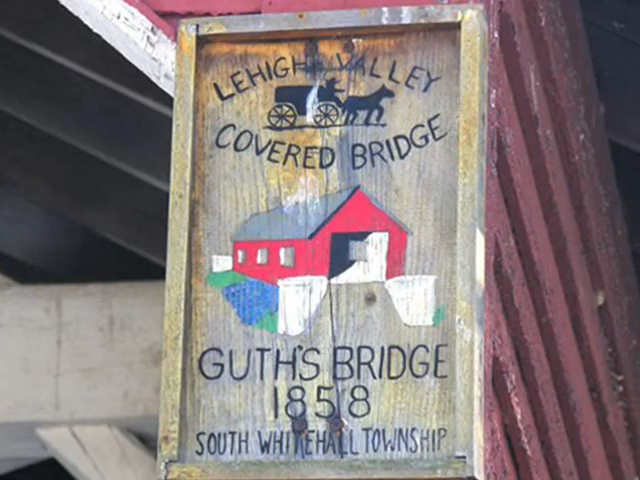 LEHIGH VALLEY
COVERED BRIDGE
GUTH'S BRIDGE
1858
SOUTH WHITEHALL TOWNSHIP